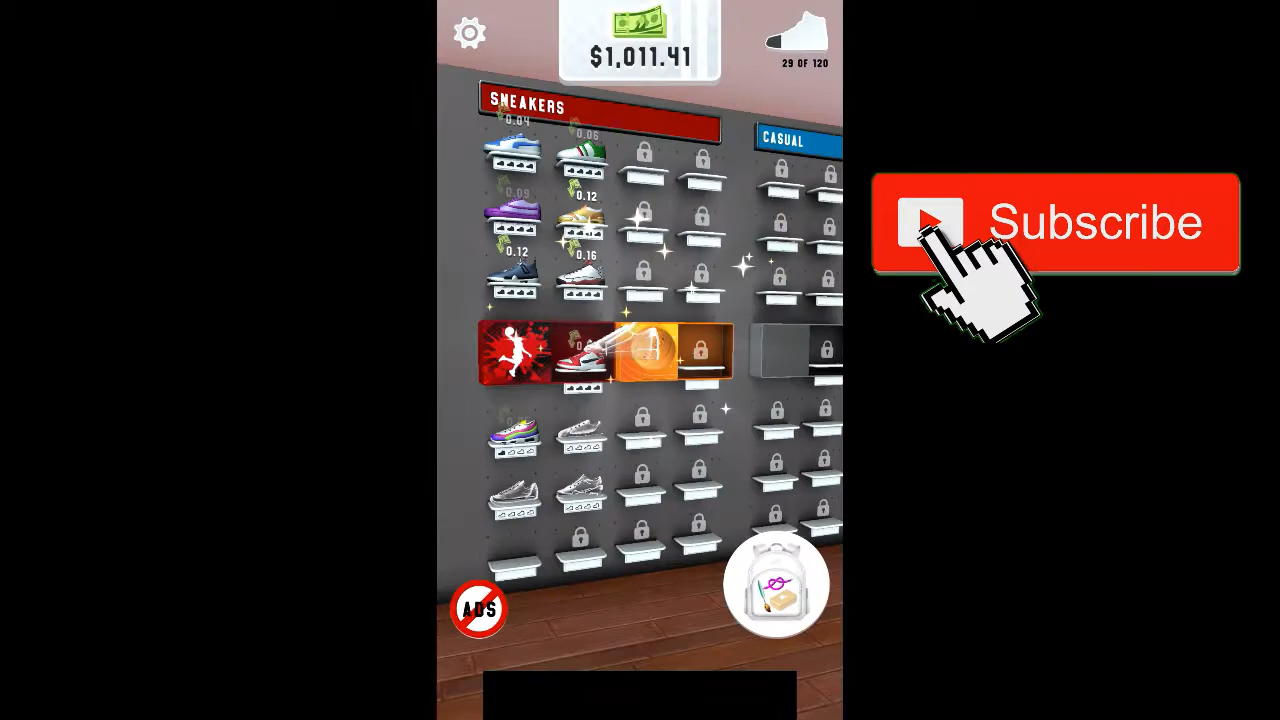 $1,011.41
29 OF 120
SNEAKERS
CASUAL
0.04
0.06
0.09
0.12
0.12
0.16
ADS
Subscribe